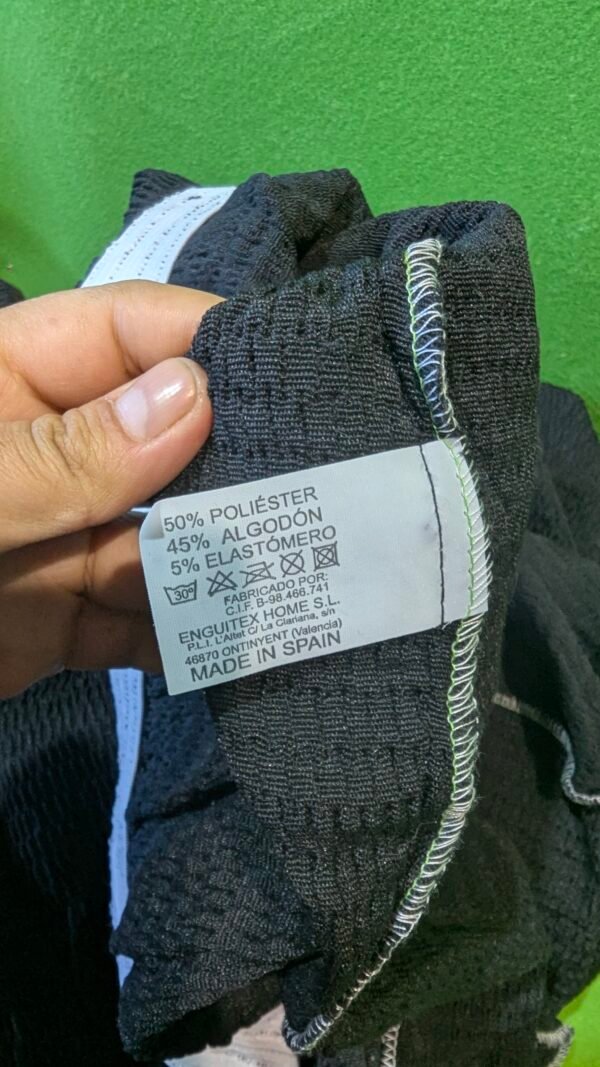 50% POLIÉSTER
45% ALGODÓN
5% ELASTÓMERO
30º
FABRICADO POR:
C.I.F. B-98.466.741
ENGUITEX HOME S.L.
P.L.I. L'Altet C/ La Clariana, s/n
46870 ONTINYENT (Valencia)
MADE IN SPAIN